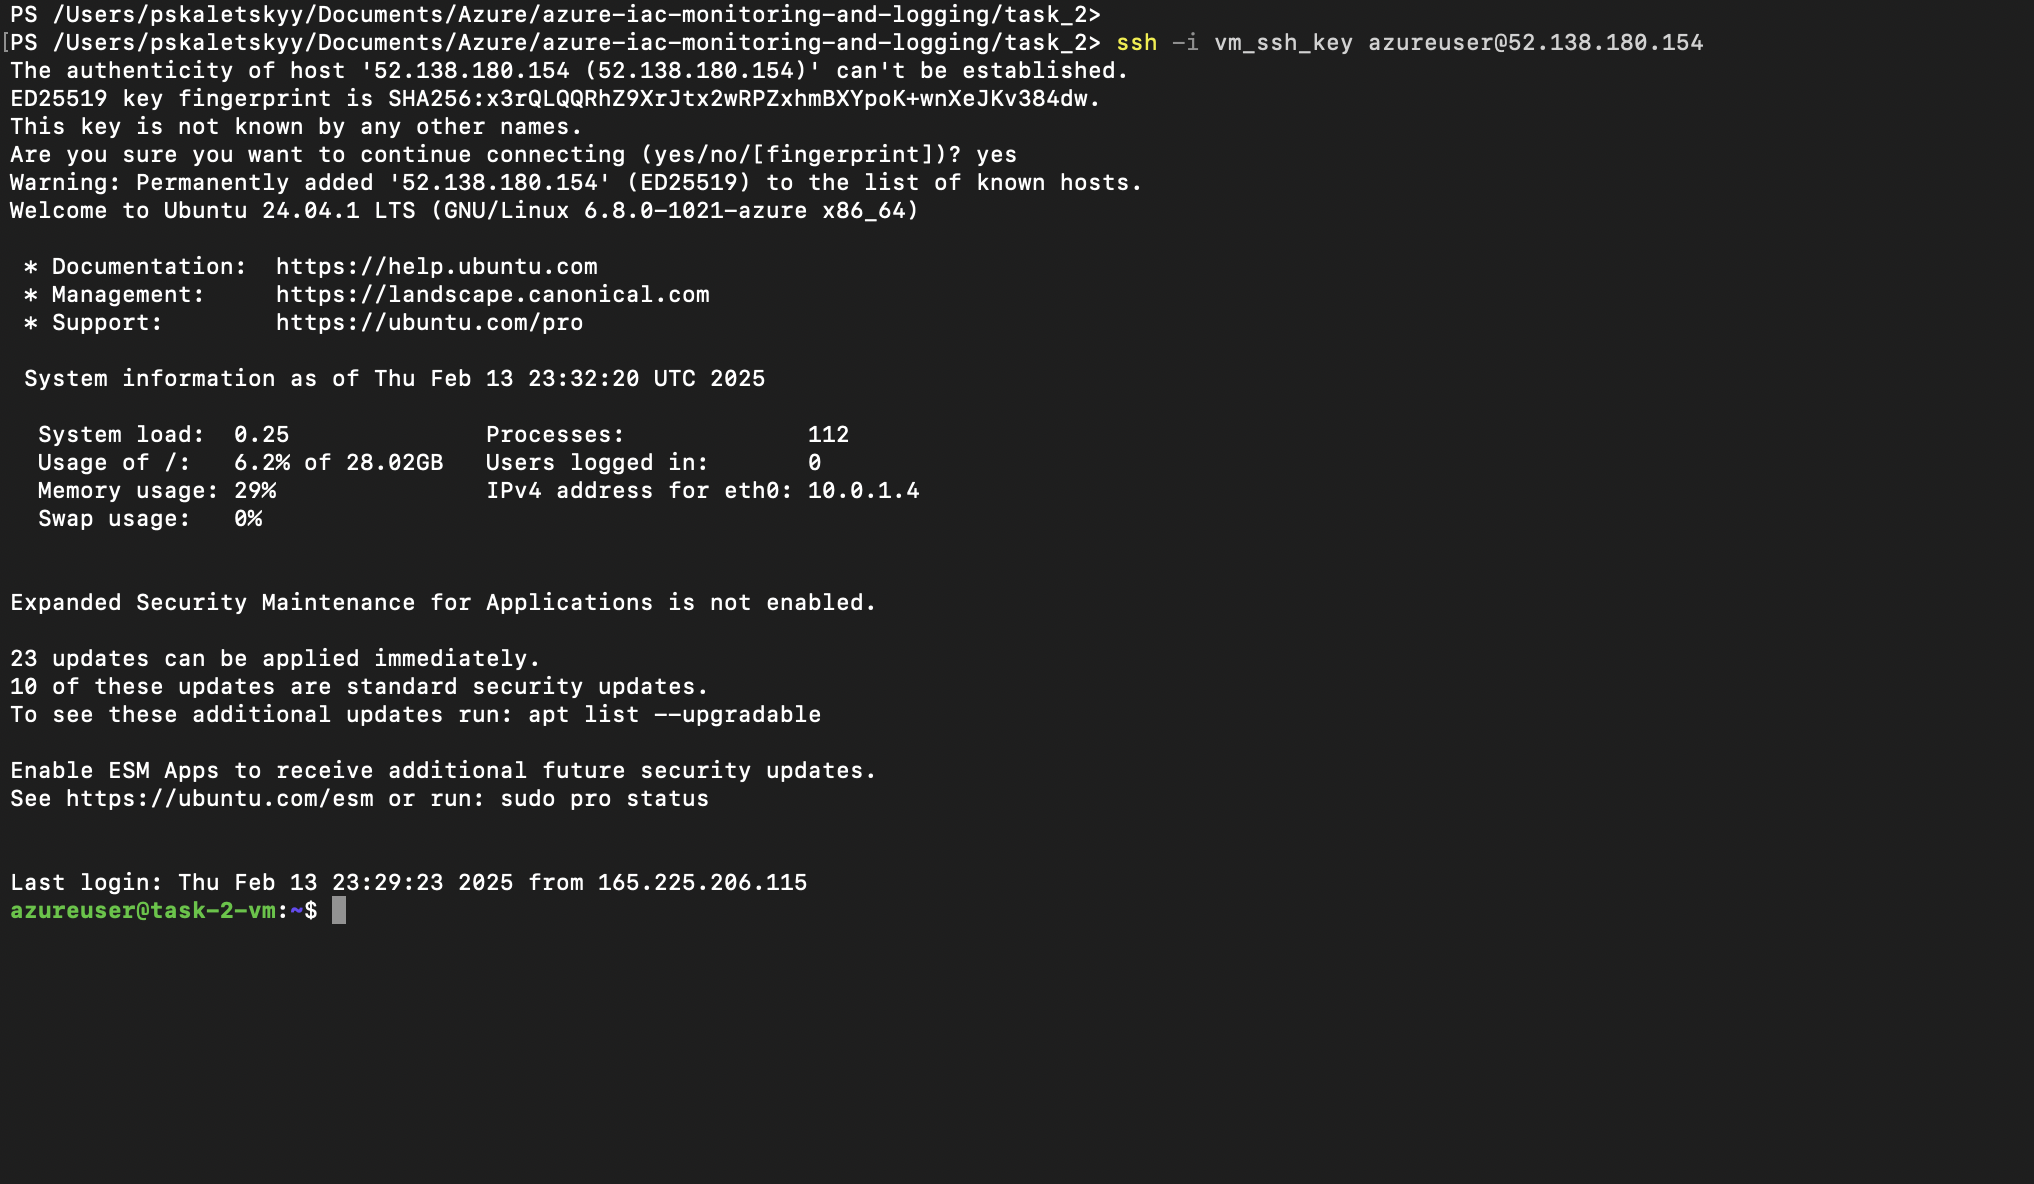 PS /Users/pskaletskyy/Documents/Azure/azure-iac-monitoring-and-logging/task_2>
[PS /Users/pskaletskyy/Documents/Azure/azure-iac-monitoring-and-logging/task_2> ssh -i vm_ssh_key azureuser@52.138.180.154
The authenticity of host '52.138.180.154 (52.138.180.154)' can't be established.
ED25519 key fingerprint is SHA256:x3rQLQQRhZ9XrJtx2wRPZxhmBXYpoK+wnXeJKv384dw.
This key is not known by any other names.
Are you sure you want to continue connecting (yes/no/[fingerprint])? yes
Warning: Permanently added '52.138.180.154' (ED25519) to the list of known hosts.
Welcome to Ubuntu 24.04.1 LTS (GNU/Linux 6.8.0-1021-azure x86_64)

 * Documentation:  https://help.ubuntu.com
 * Management:     https://landscape.canonical.com
 * Support:        https://ubuntu.com/pro

 System information as of Thu Feb 13 23:32:20 UTC 2025

  System load:  0.25              Processes:             112
  Usage of /:   6.2% of 28.02GB   Users logged in:       0
  Memory usage: 29%               IPv4 address for eth0: 10.0.1.4
  Swap usage:   0%

Expanded Security Maintenance for Applications is not enabled.

23 updates can be applied immediately.
10 of these updates are standard security updates.
To see these additional updates run: apt list --upgradable

Enable ESM Apps to receive additional future security updates.
See https://ubuntu.com/esm or run: sudo pro status

Last login: Thu Feb 13 23:29:23 2025 from 165.225.206.115
azureuser@task-2-vm:~$